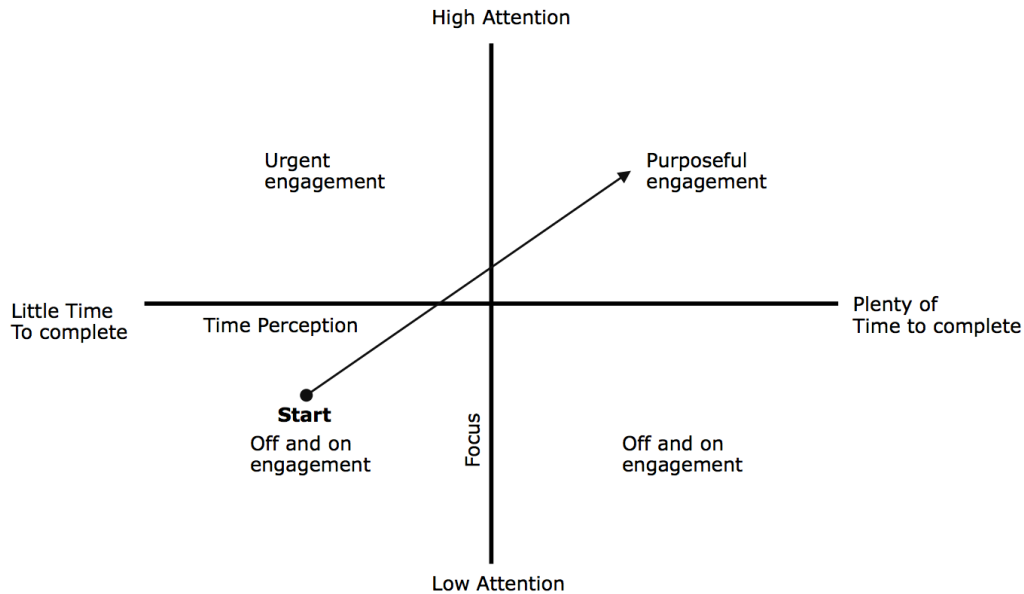 High Attention
Urgent
engagement
Purposeful
engagement
Little Time
To complete
Time Perception
Plenty of
Time to complete
Start
Off and on
engagement
Focus
Off and on
engagement
Low Attention